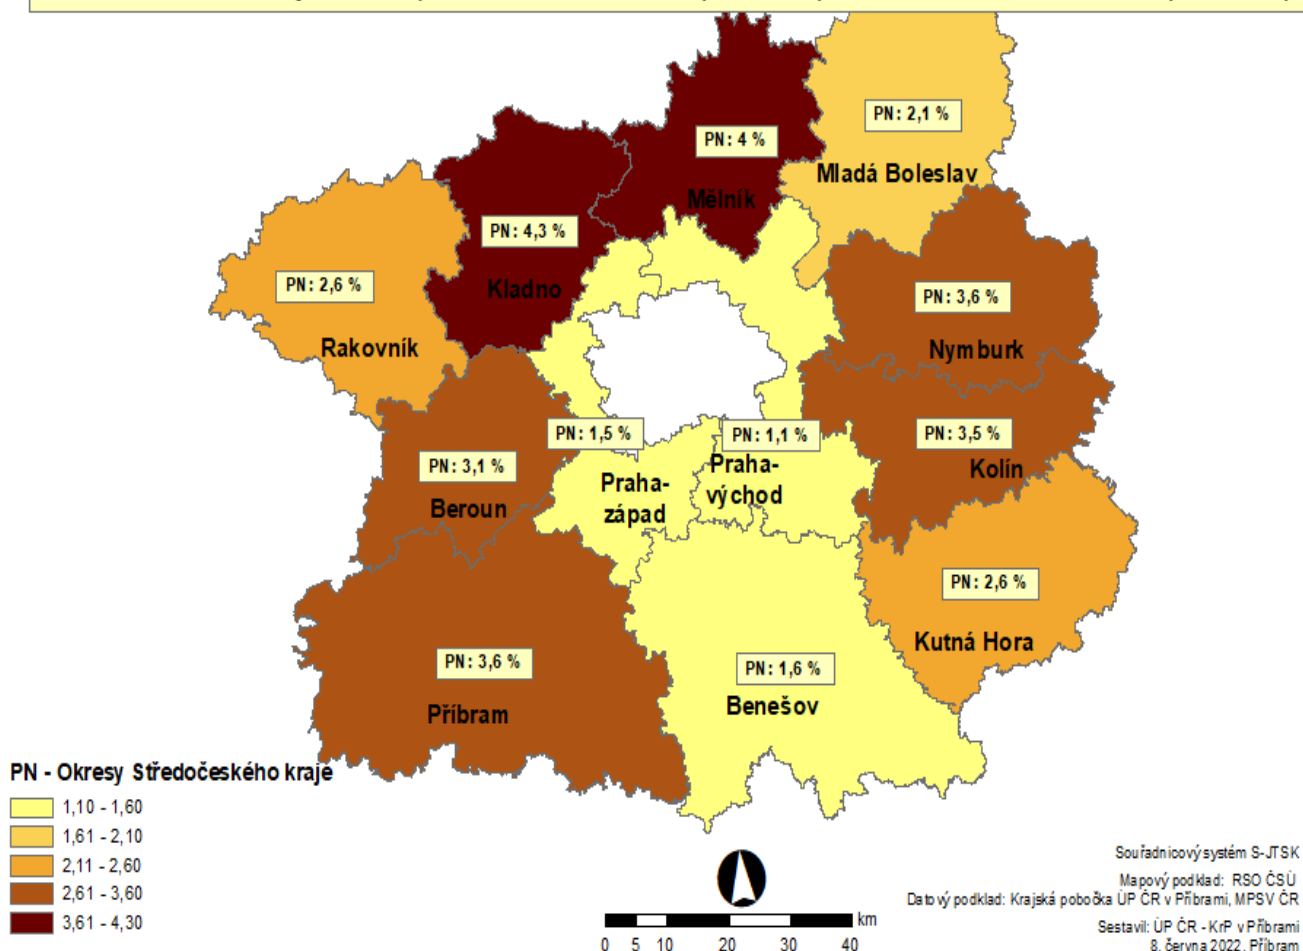 PN: 2,1 %
Mladá Boleslav
PN: 4 %
Mělník
PN: 4,3 %
Kladno
PN: 2,6 %
Rakovník
PN: 3,6 %
Nymburk
PN: 1,5 %
PN: 1,1 %
PN: 3,5 %
Kolín
PN: 3,1 %
Beroun
Praha-
západ
Praha-
východ
PN: 2,6 %
Kutná Hora
PN: 3,6 %
Příbram
PN: 1,6 %
Benešov
PN - Okresy Středočeského kraje
1,10 - 1,60
1,61 - 2,10
2,11 - 2,60
2,61 - 3,60
3,61 - 4,30
km
0 5 10 20 30 40
Souřadnicový systém S-JTSK
Mapový podklad: RSO ČSÚ
Datový podklad: Krajská pobočka ÚP ČR v Příbrami, MPSV ČR
Sestavil: ÚP ČR - KrP v Příbrami
8. června 2022, Příbram